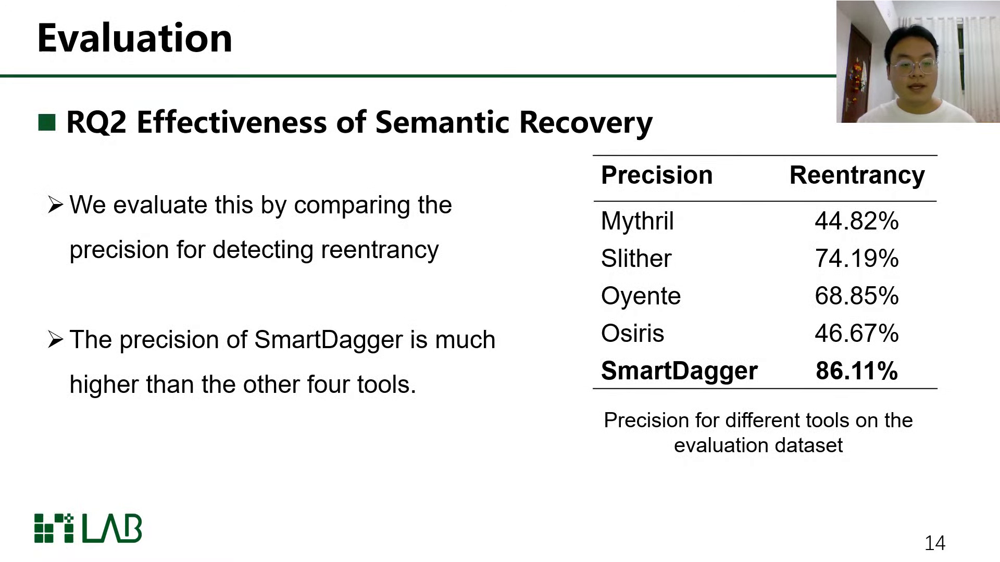 Evaluation
RQ2 Effectiveness of Semantic Recovery
We evaluate this by comparing the
precision for detecting reentrancy
The precision of SmartDagger is much
higher than the other four tools.
Precision Reentrancy
Mythril 44.82%
Slither 74.19%
Oyente 68.85%
Osiris 46.67%
SmartDagger 86.11%
Precision for different tools on the
evaluation dataset
LAB
14